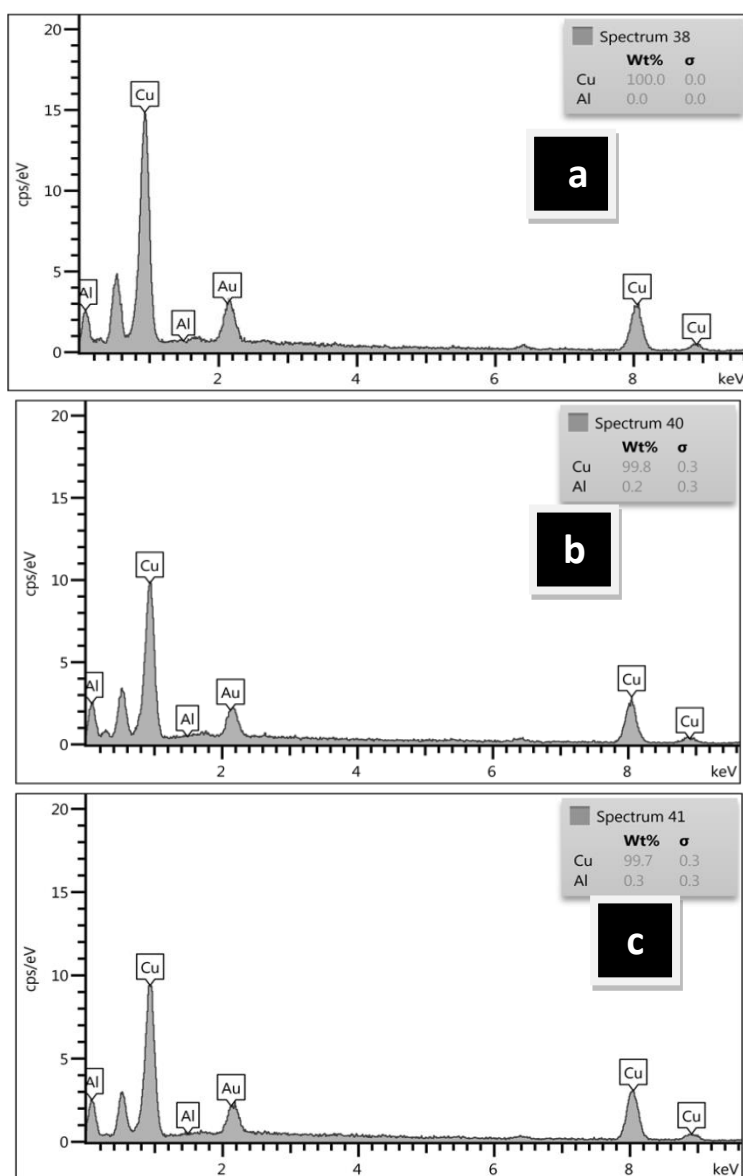 20
Spectrum 38
Wt% σ
Cu 100.0 0.0
Al 0.0 0.0
Cu
15
a
cps/eV
10
5
Al
Al
Au
Cu
Cu
0
2 4 6 8 keV
20
Spectrum 40
Wt% σ
Cu 99.8 0.3
Al 0.2 0.3
15
b
cps/eV
10
Cu
5
Al
Al
Au
Cu
Cu
0
2 4 6 8 keV
20
Spectrum 41
Wt% σ
Cu 99.7 0.3
Al 0.3 0.3
15
c
cps/eV
10
Cu
5
Al
Al
Au
Cu
Cu
0
2 4 6 8 keV